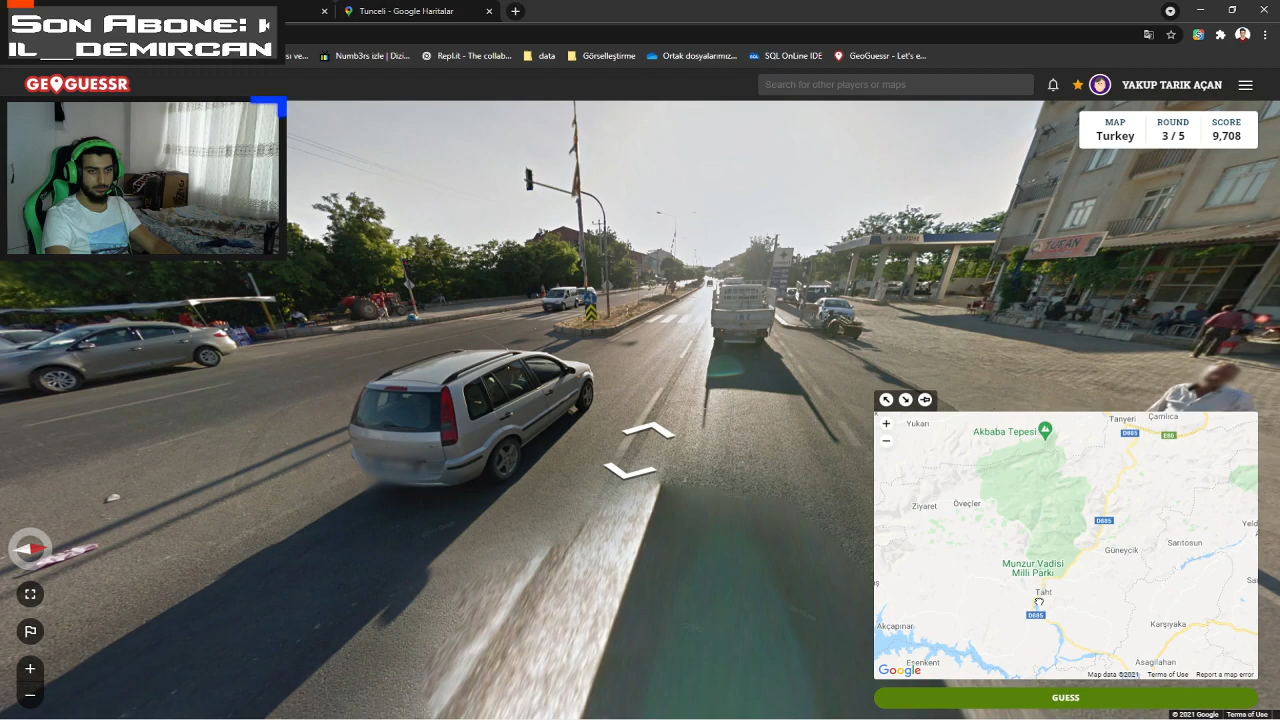 SON ABONE: K
IL__DEMIRCAN
Tunceli - Google Haritalar
ı ve...
Numb3rs izle | Dizi...
Repl.it - The collab...
data
Görselleştirme
Ortak dosyalarımız...
SQL Online IDE
GeoGuessr - Let's e...
GEOGUESSR
Search for other players or maps
YAKUP TARIK AÇAN
MAP
ROUND
SCORE
Turkey
3 / 5
9,708
TUFAN
Yukarı
Akbaba Tepesi
Tanyeri
Çamlıca
D885
E80
Ziyaret
Öveçler
D885
Yeld
Santosun
Güneycik
Munzur Vadisi
Milli Parkı
Taht
D885
Akçapınar
Karşıyaka
Esenkent
Asagilahan
Google
Map data ©2021
Terms of Use
Report a map error
GUESS
© 2021 Google
Terms of Use